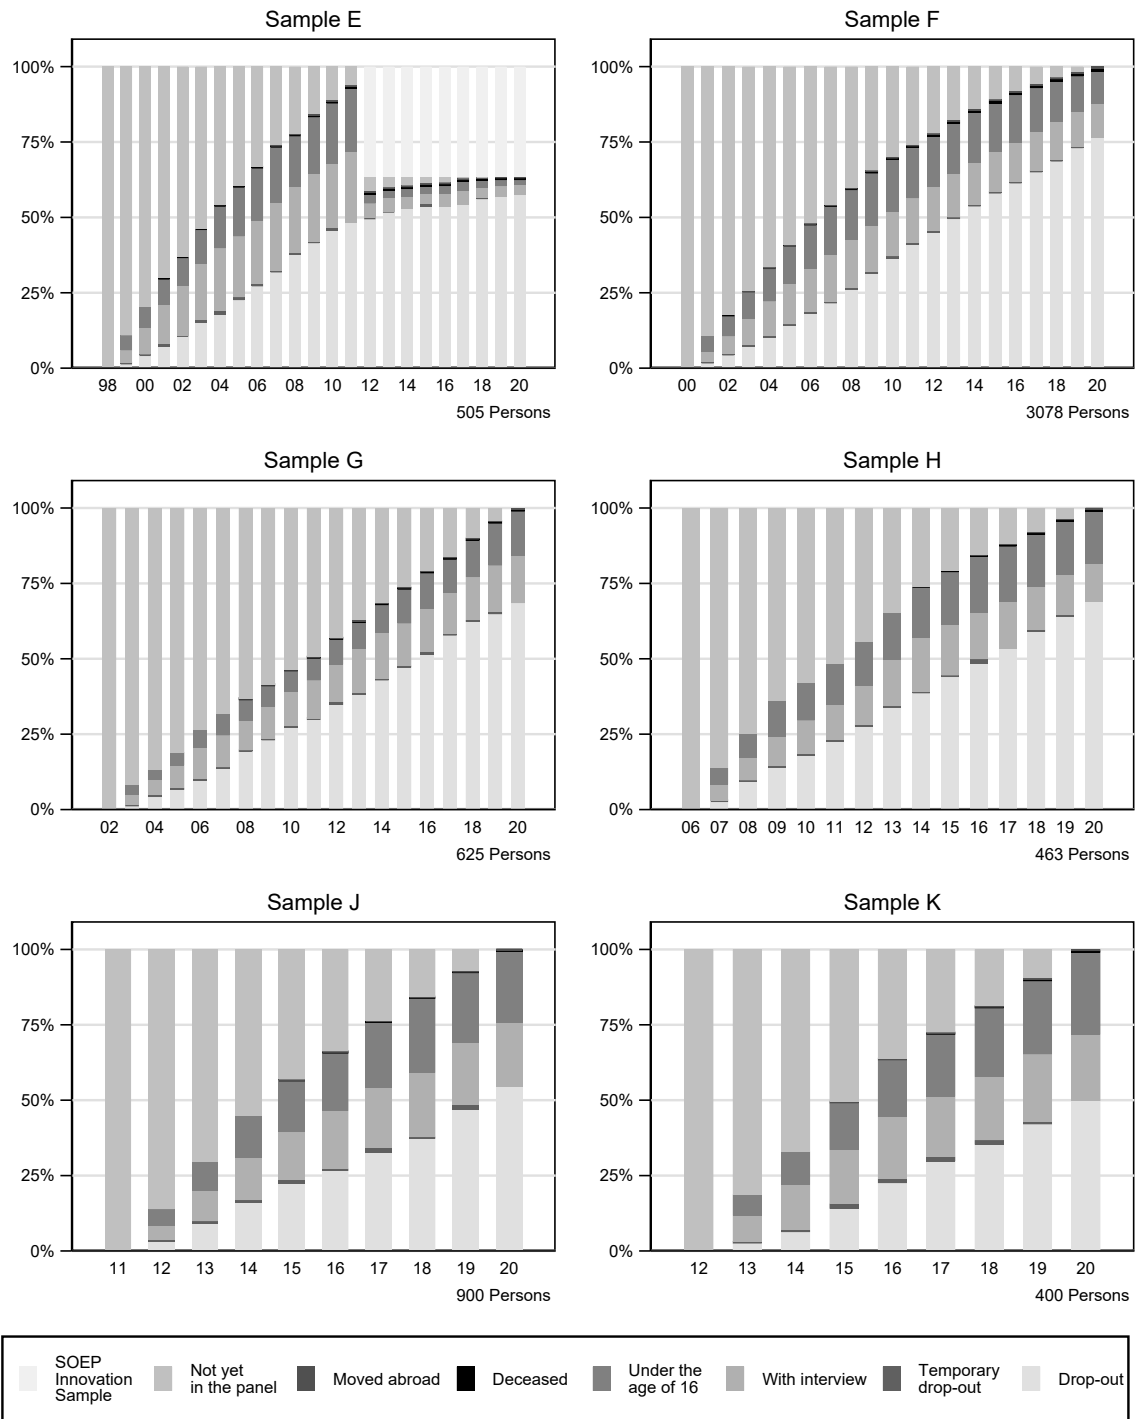 Sample E
100%
75%
50%
25%
0%
98 00 02 04 06 08 10 12 14 16 18 20
505 Persons
Sample F
100%
75%
50%
25%
0%
00 02 04 06 08 10 12 14 16 18 20
3078 Persons
Sample G
100%
75%
50%
25%
0%
02 04 06 08 10 12 14 16 18 20
625 Persons
Sample H
100%
75%
50%
25%
0%
06 07 08 09 10 11 12 13 14 15 16 17 18 19 20
463 Persons
Sample J
100%
75%
50%
25%
0%
11 12 13 14 15 16 17 18 19 20
900 Persons
Sample K
100%
75%
50%
25%
0%
12 13 14 15 16 17 18 19 20
400 Persons
SOEP
Innovation
Sample
Not yet
in the panel
Moved abroad
Deceased
Under the
age of 16
With interview
Temporary
drop-out
Drop-out